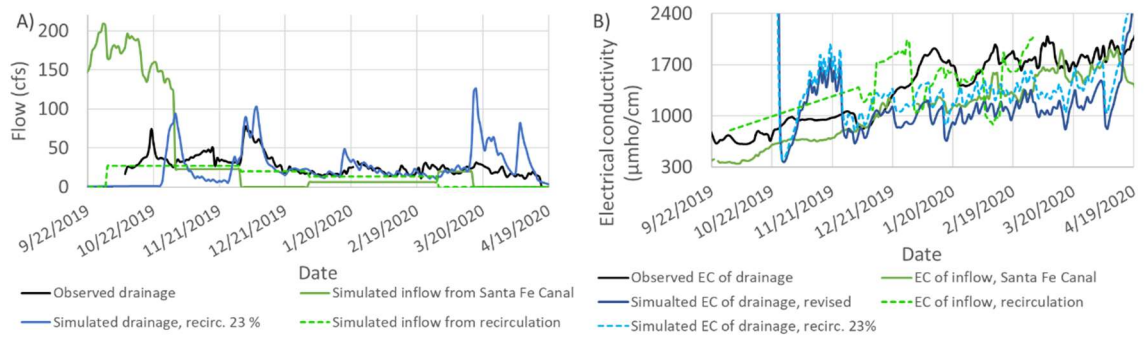 A)
200
150
100
50
0
Flow (cfs)
9/22/2019
10/22/2019
11/21/2019
12/21/2019
1/20/2020
2/19/2020
3/20/2020
4/19/2020
Date
Observed drainage
Simulated inflow from Santa Fe Canal
Simulated drainage, recirc. 23 %
Simulated inflow from recirculation
B)
2400
1700
1000
300
Electrical conductivity
(µmho/cm)
9/22/2019
10/22/2019
11/21/2019
12/21/2019
1/20/2020
2/19/2020
3/20/2020
4/19/2020
Date
Observed EC of drainage
EC of inflow, Santa Fe Canal
Simualted EC of drainage, revised
EC of inflow, recirculation
Simulated EC of drainage, recirc. 23%